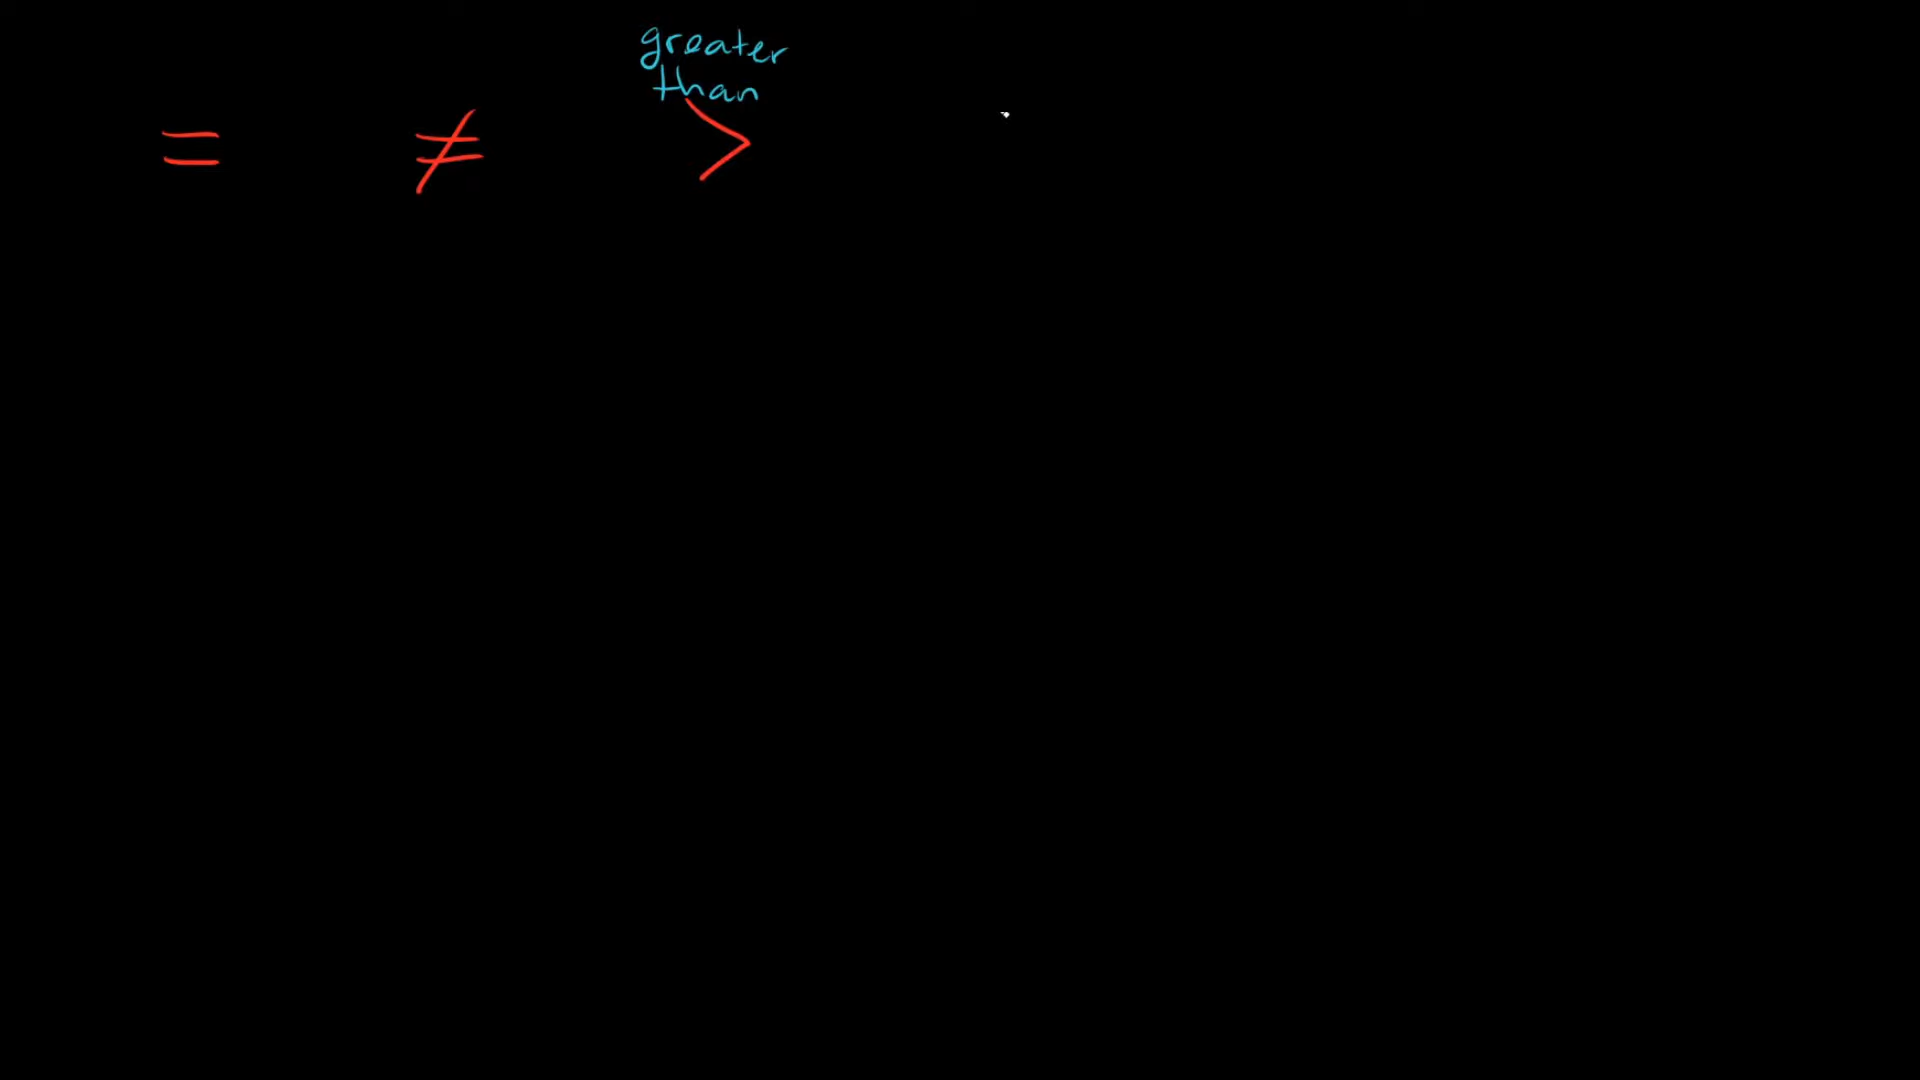 greater
than
= ≠ >